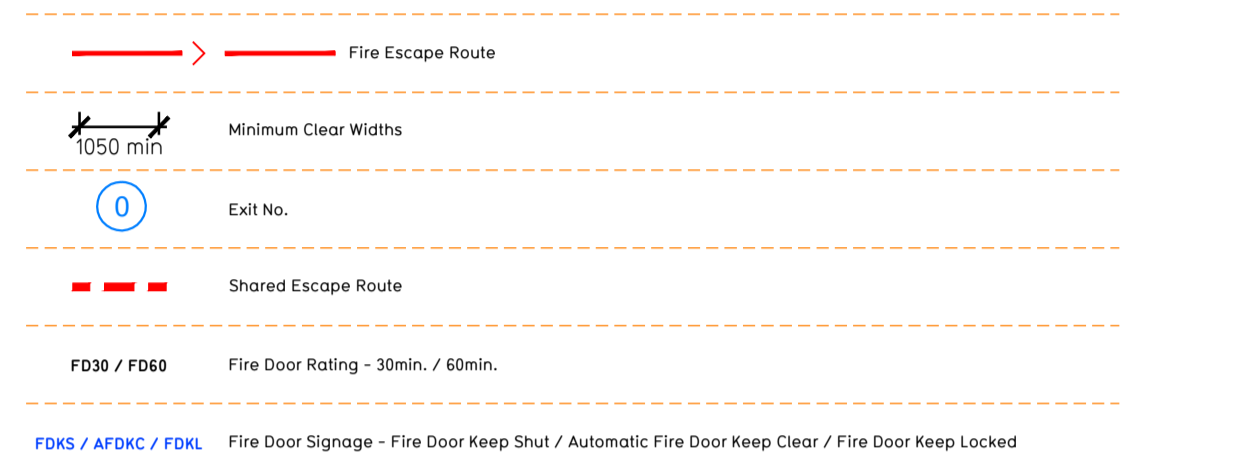 Fire Escape Route
1050 min
Minimum Clear Widths
0
Exit No.
Shared Escape Route
FD30 / FD60 Fire Door Rating - 30min. / 60min.
FDKS / AFDKC / FDKL Fire Door Signage - Fire Door Keep Shut / Automatic Fire Door Keep Clear / Fire Door Keep Locked